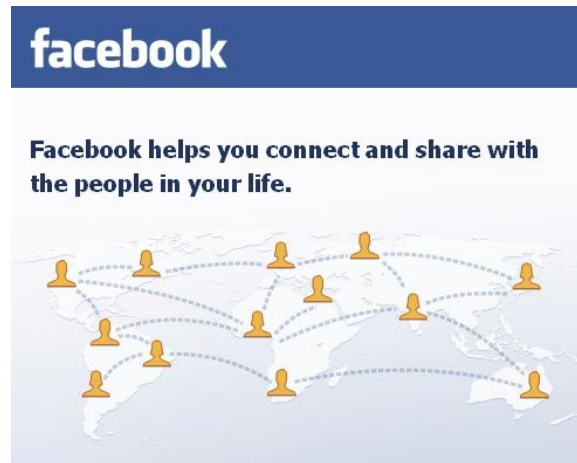 facebook
Facebook helps you connect and share with
the people in your life.